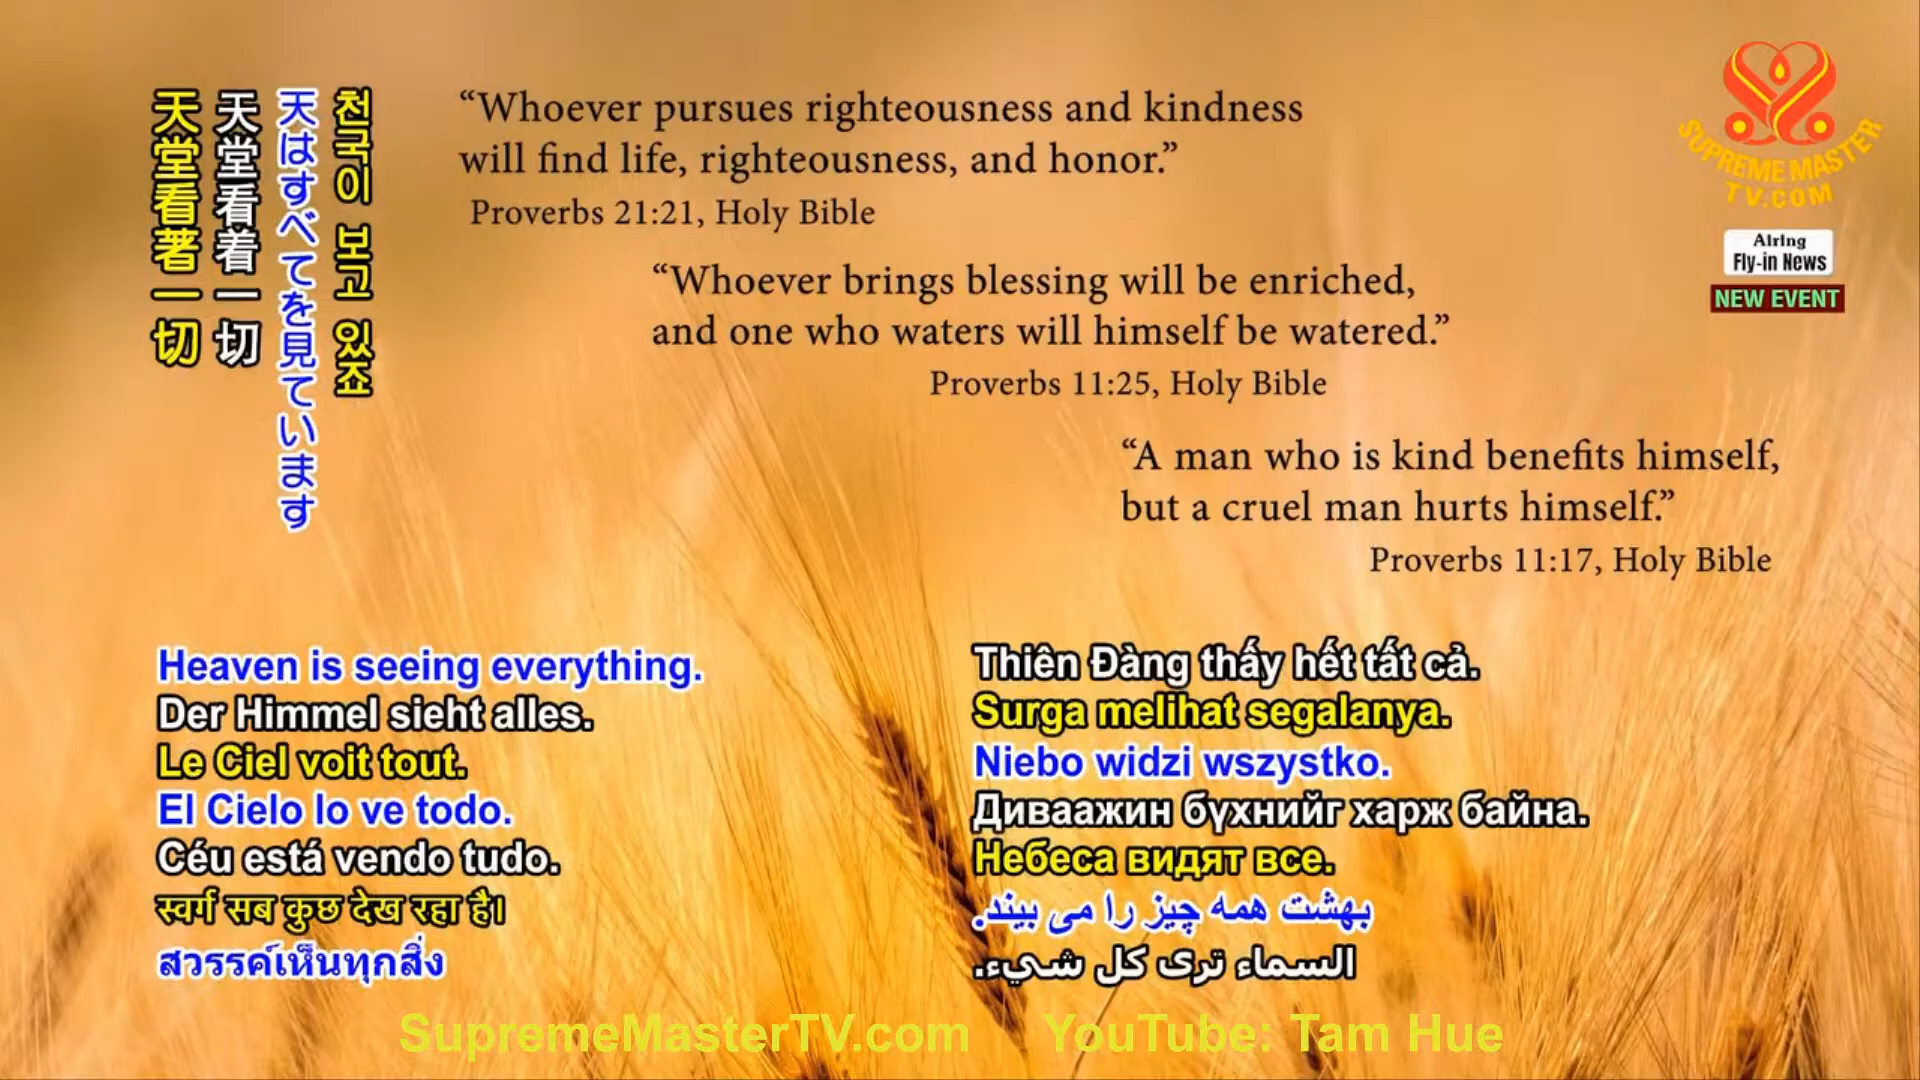 天堂看著一切
天堂看着一切
天はすべてを見ています
천국이 보고 있죠
“Whoever pursues righteousness and kindness
will find life, righteousness, and honor.”
Proverbs 21:21, Holy Bible
“Whoever brings blessing will be enriched,
and one who waters will himself be watered.”
Proverbs 11:25, Holy Bible
“A man who is kind benefits himself,
but a cruel man hurts himself.”
Proverbs 11:17, Holy Bible
SUPREME MASTER
TV.COM
Airing
Fly-in News
NEW EVENT
Heaven is seeing everything.
Der Himmel sieht alles.
Le Ciel voit tout.
El Cielo lo ve todo.
Céu está vendo tudo.
स्वर्ग सब कुछ देख रहा है।
สวรรค์เห็นทุกสิ่ง
Thiên Đàng thấy hết tất cả.
Surga melihat segalanya.
Niebo widzi wszystko.
Диваажин бүхнийг харж байна.
Небеса видят все.
بهشت همه چیز را می بیند.
السماء ترى كل شيء.
SupremeMasterTV.com YouTube: Tam Hue